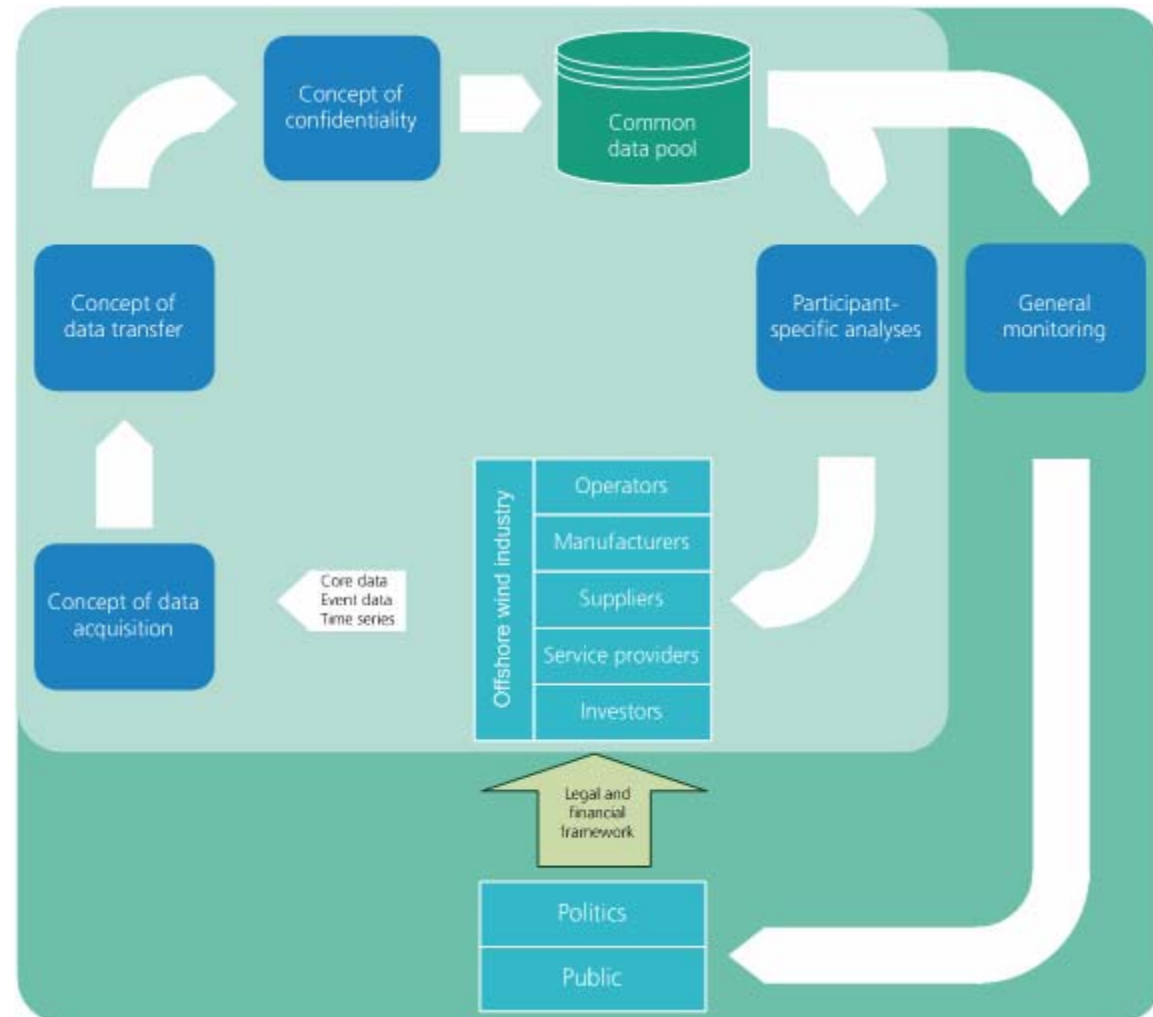 Concept of
confidentiality
Common
data pool
Concept of
data transfer
Participant-
specific analyses
General
monitoring
Concept of data
acquisition
Core data
Event data
Time series
Offshore wind industry
Operators
Manufacturers
Suppliers
Service providers
Investors
Legal and
financial
framework
Politics
Public